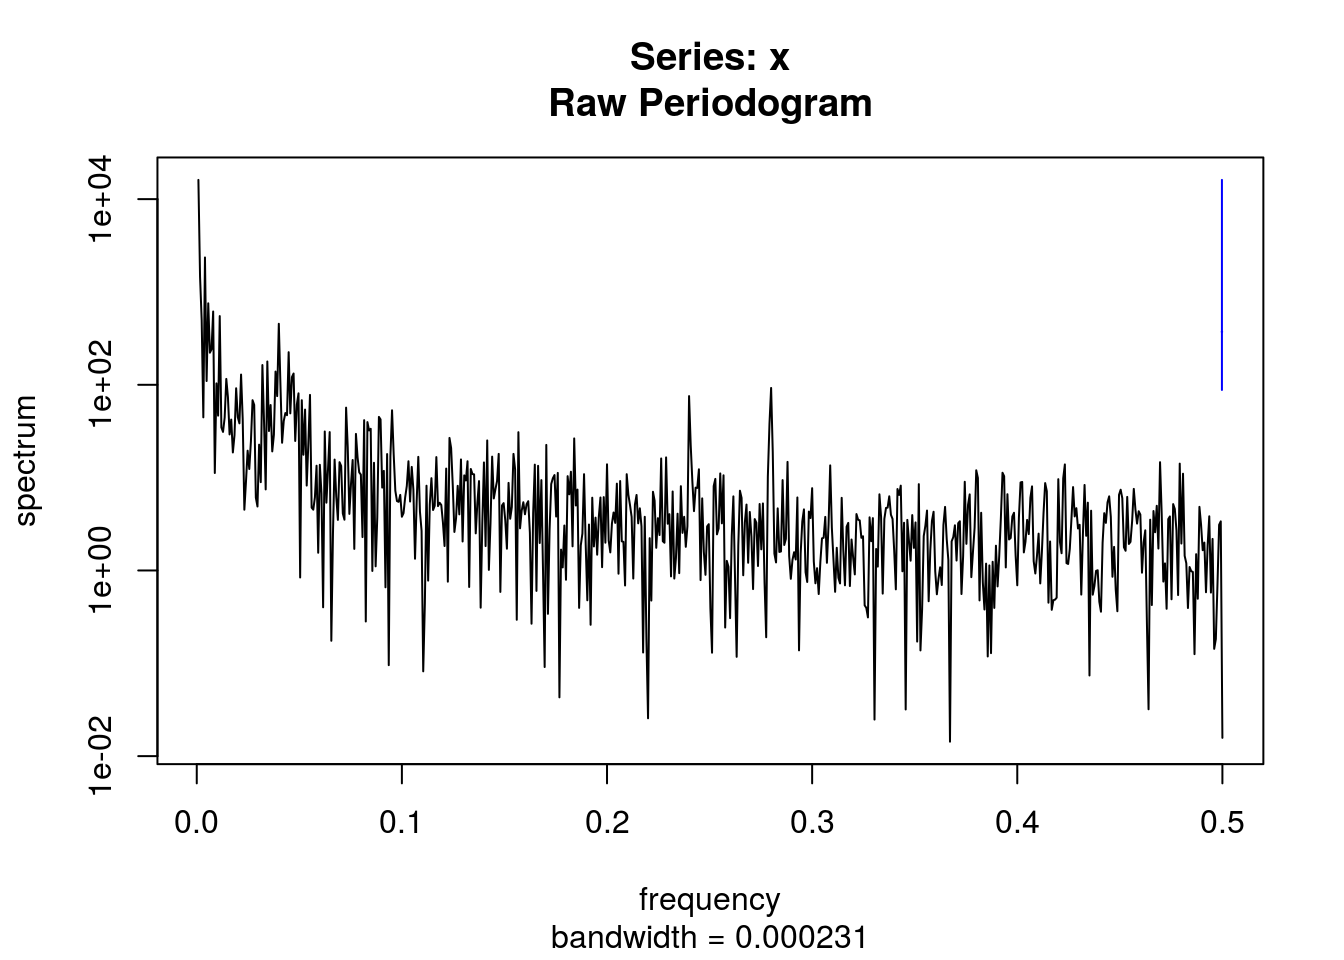 Series: x
Raw Periodogram
spectrum
1e+04
1e+02
1e+00
1e-02
0.0 0.1 0.2 0.3 0.4 0.5
frequency
bandwidth = 0.000231